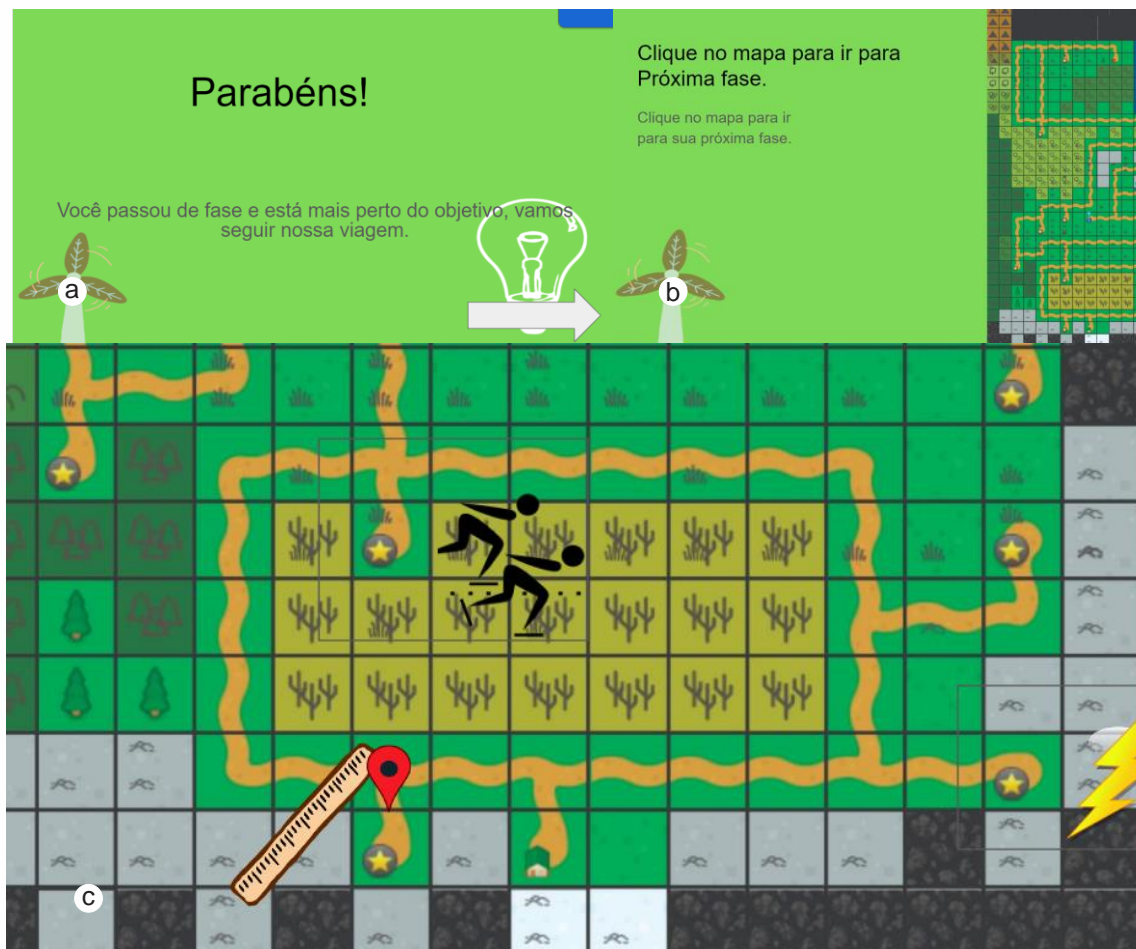 Parabéns!
Você passou de fase e está mais perto do objetivo, vamos
seguir nossa viagem.
a
Clique no mapa para ir para
Próxima fase.
Clique no mapa para ir
para sua próxima fase.
b
c